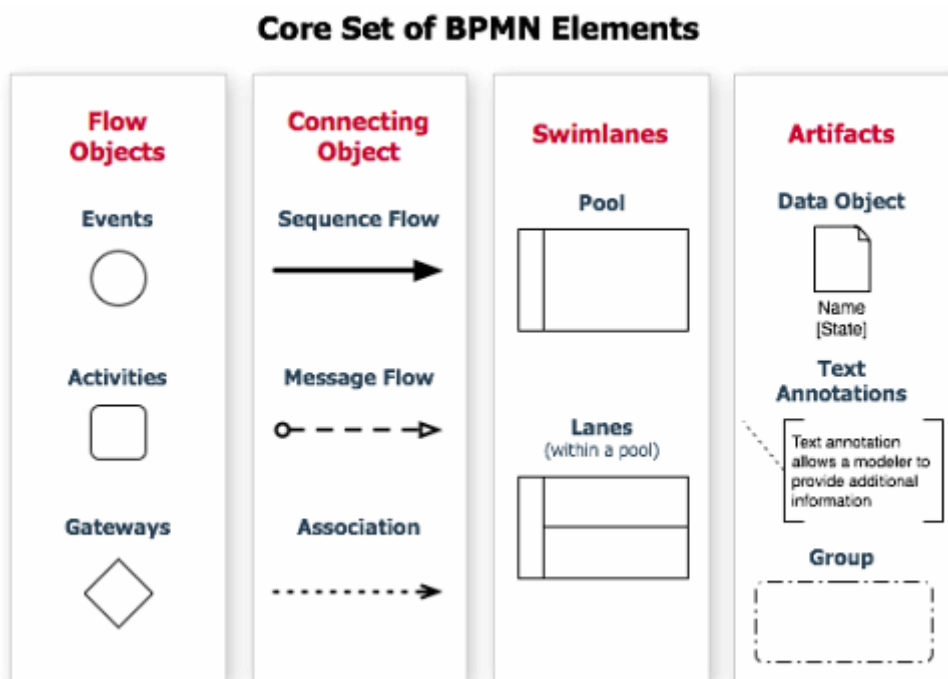 Core Set of BPMN Elements
Flow
Objects
Events
Activities
Gateways
Connecting
Object
Sequence Flow
Message Flow
Association
Swimlanes
Pool
Lanes
(within a pool)
Artifacts
Data Object
Name
[State]
Text
Annotations
Text annotation
allows a modeler to
provide additional
information
Group